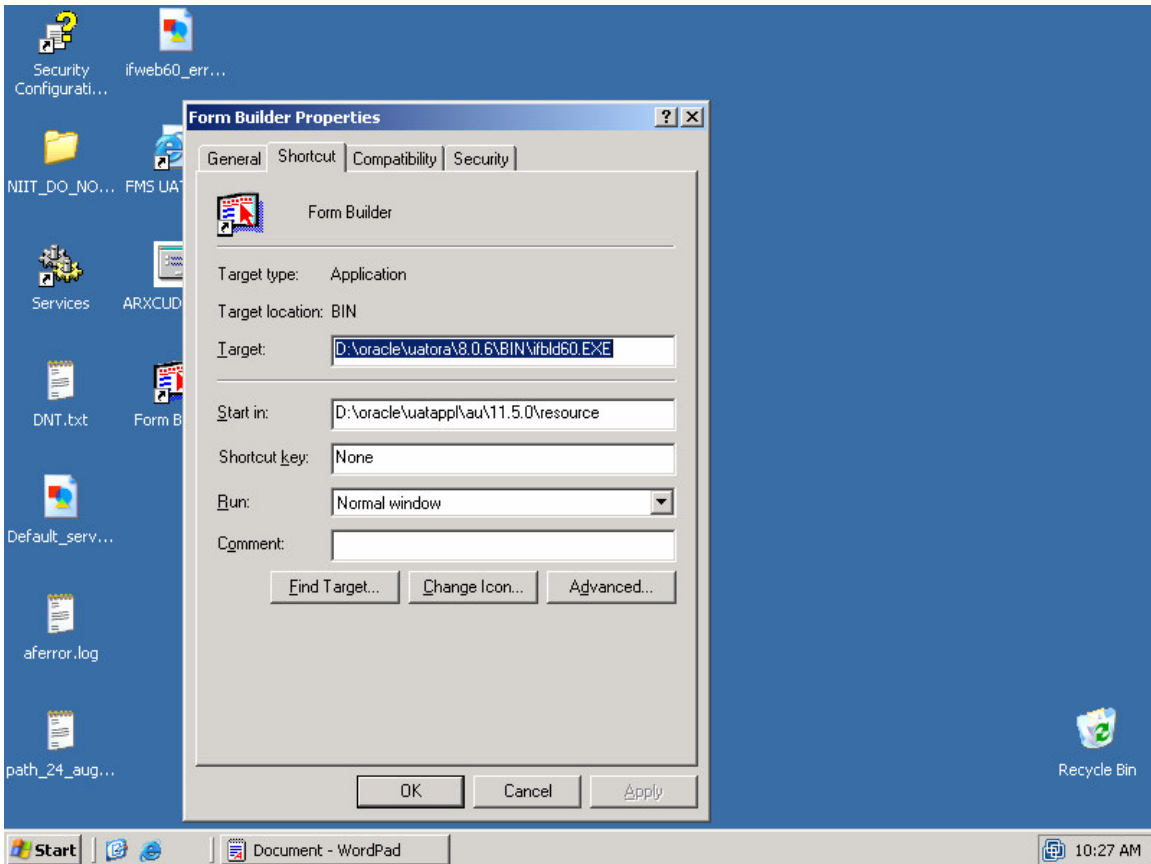 Security
Configurati...
ifweb60_err...
NIIT_DO_NO...
FMS UAT
Services
ARXCUD
DNT.txt
Form B
Default_serv...
aferror.log
path_24_aug...
Form Builder Properties
General Shortcut Compatibility Security
Form Builder
Target type: Application
Target location: BIN
Target: D:\oracle\uatora\8.0.6\BIN\ifbld60.EXE
Start in: D:\oracle\uatappl\au\11.5.0\resource
Shortcut key: None
Run: Normal window
Comment:
Find Target... Change Icon... Advanced...
OK Cancel Apply
Recycle Bin
Start Document - WordPad 10:27 AM